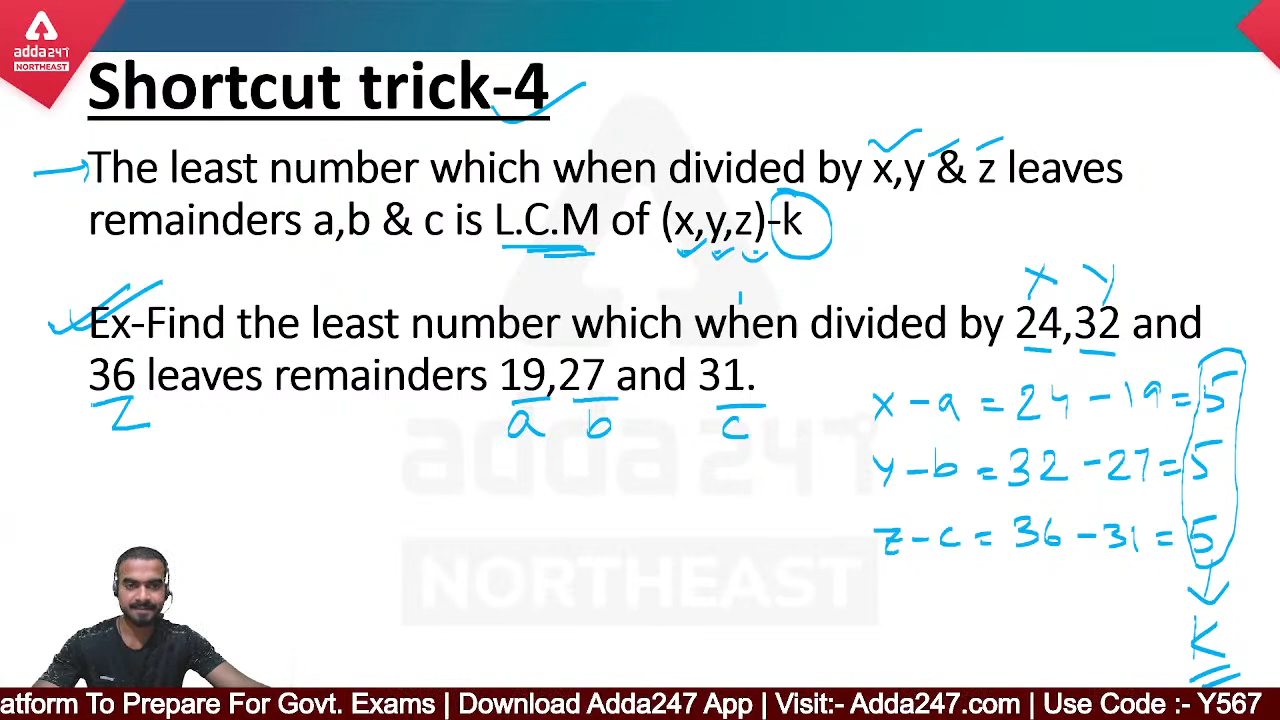 adda247
NORTHEAST
Shortcut trick-4
The least number which when divided by x,y & z leaves
remainders a,b & c is L.C.M of (x,y,z)-k
x y
Ex-Find the least number which when divided by 24,32 and
36 leaves remainders 19,27 and 31.
z a b c
x - a = 24 - 19 = 5
y - b = 32 - 27 = 5
z - c = 36 - 31 = 5
K
adda247
NORTHEAST
atform To Prepare For Govt. Exams | Download Adda247 App | Visit:- Adda247.com | Use Code :- Y567